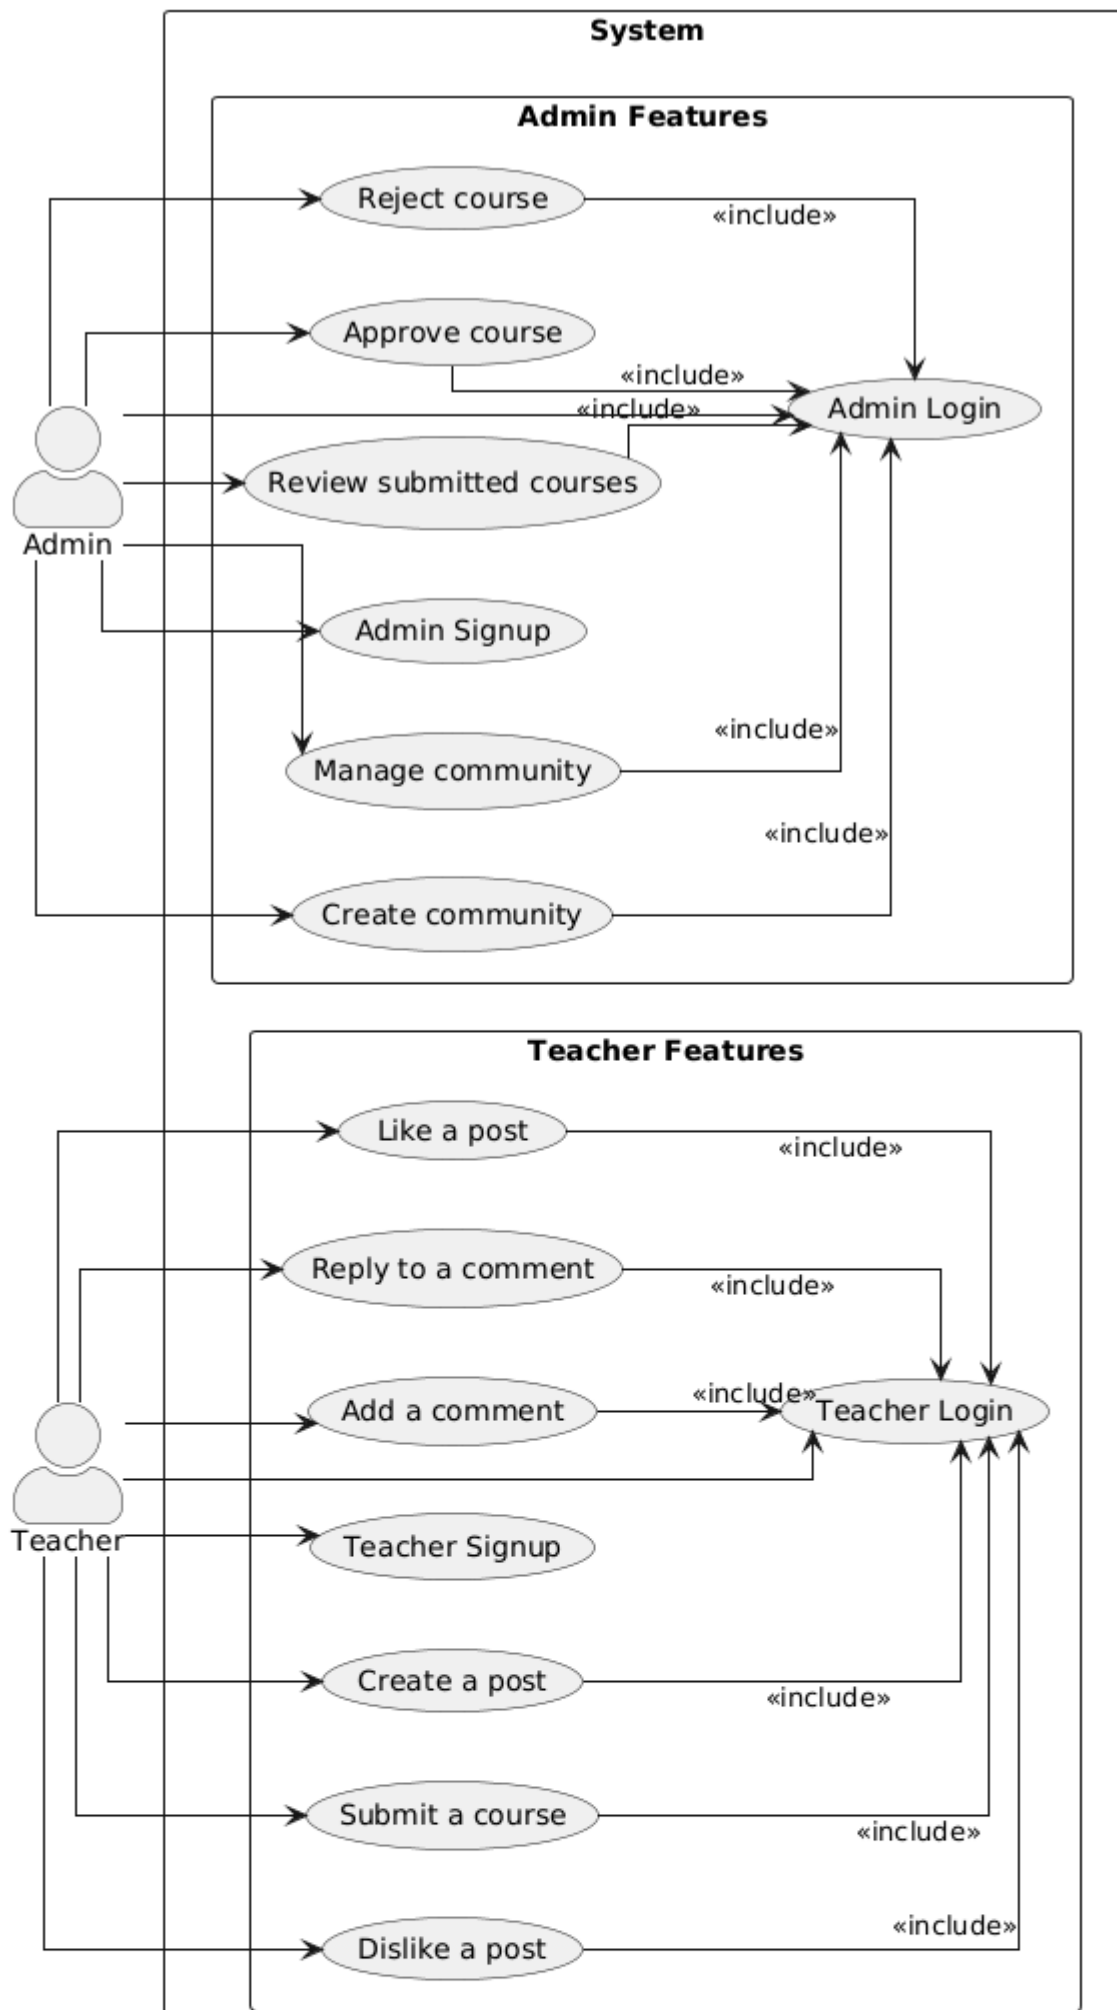 System
Admin Features
Reject course
«include»
Approve course
«include»
«include»
Admin Login
Review submitted courses
Admin
Admin Signup
«include»
Manage community
«include»
Create community
Teacher Features
Like a post
«include»
Reply to a comment
«include»
«include»
Add a comment
Teacher Login
Teacher
Teacher Signup
Create a post
«include»
Submit a course
«include»
«include»
Dislike a post